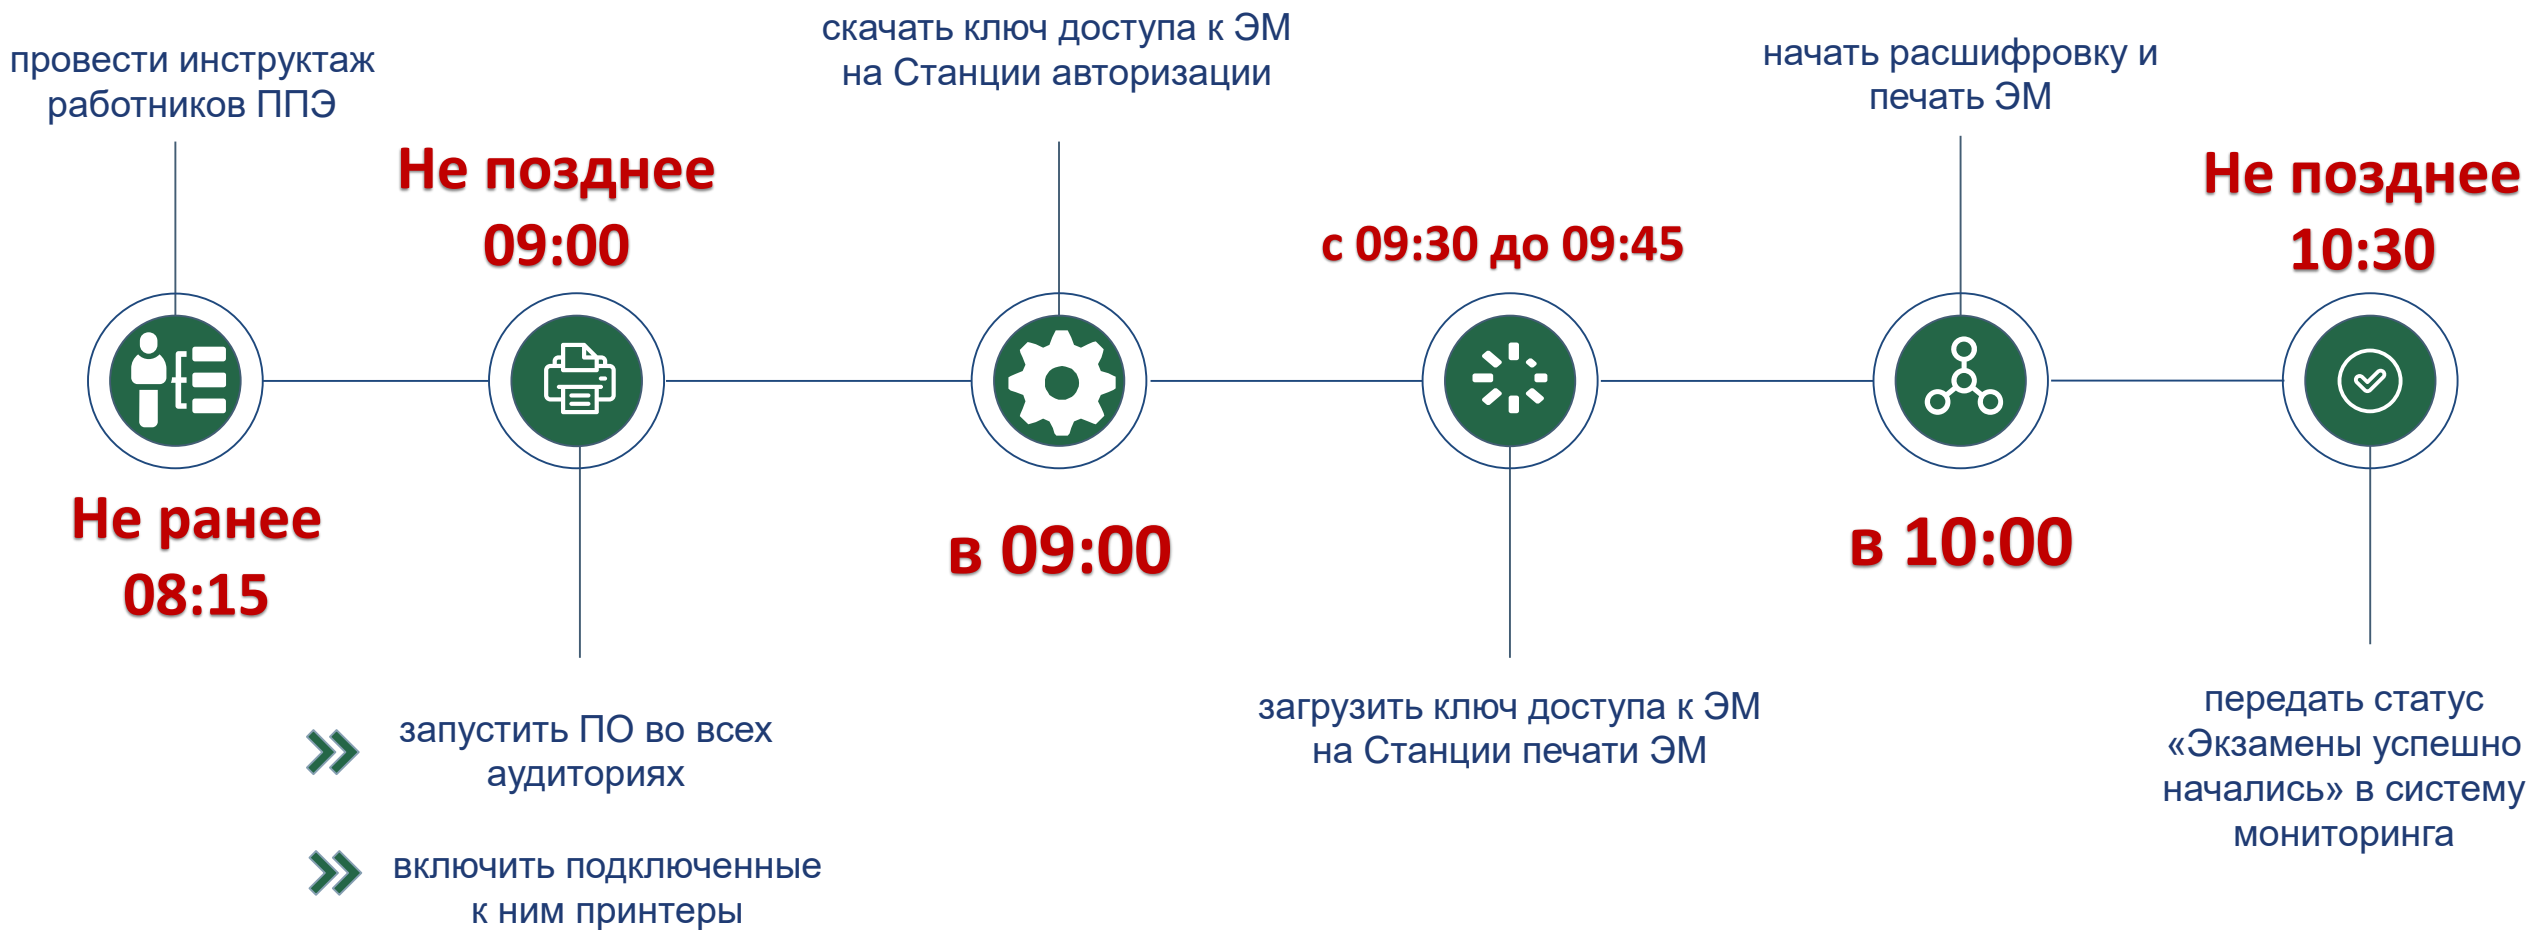 провести инструктаж
работников ППЭ
Не ранее
08:15
Не позднее
09:00
запустить ПО во всех
аудиториях
включить подключенные
к ним принтеры
скачать ключ доступа к ЭМ
на Станции авторизации
в 09:00
с 09:30 до 09:45
загрузить ключ доступа к ЭМ
на Станции печати ЭМ
начать расшифровку и
печать ЭМ
в 10:00
Не позднее
10:30
передать статус
«Экзамены успешно
начались» в систему
мониторинга